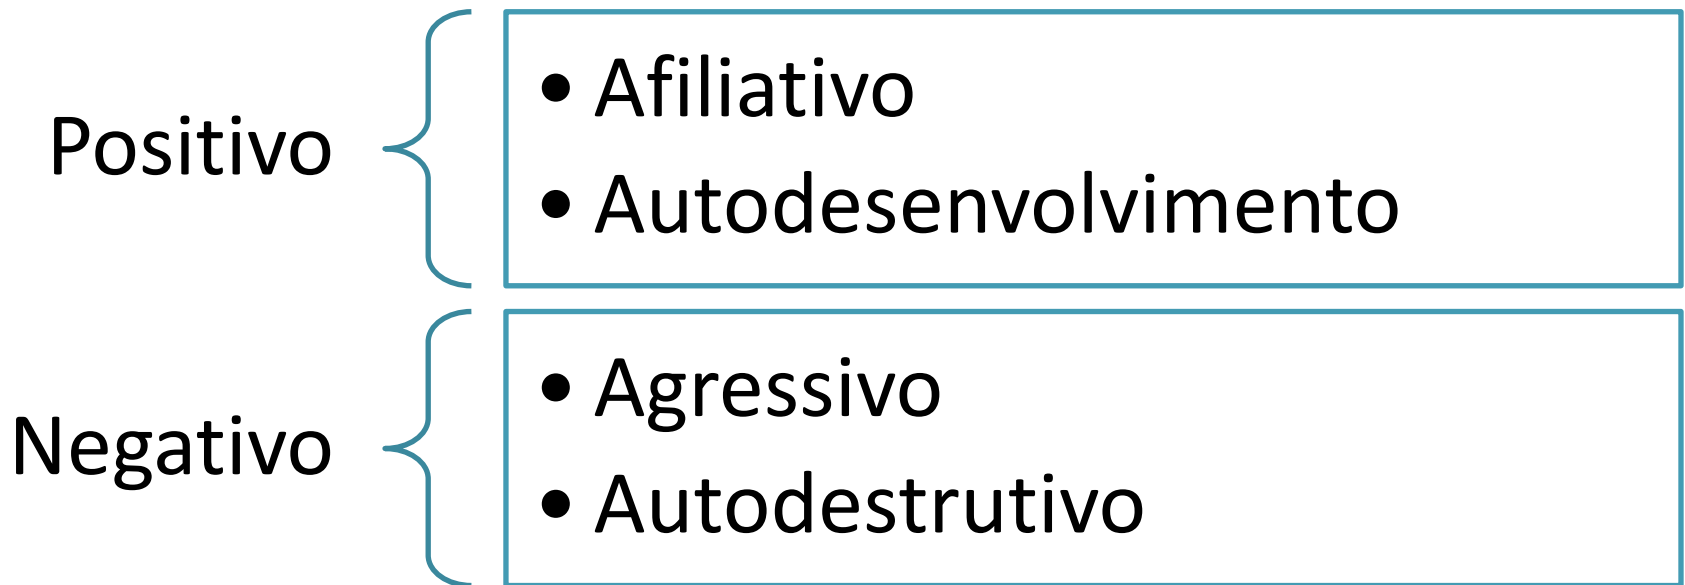 Positivo
• Afiliativo
• Autodesenvolvimento
Negativo
• Agressivo
• Autodestrutivo